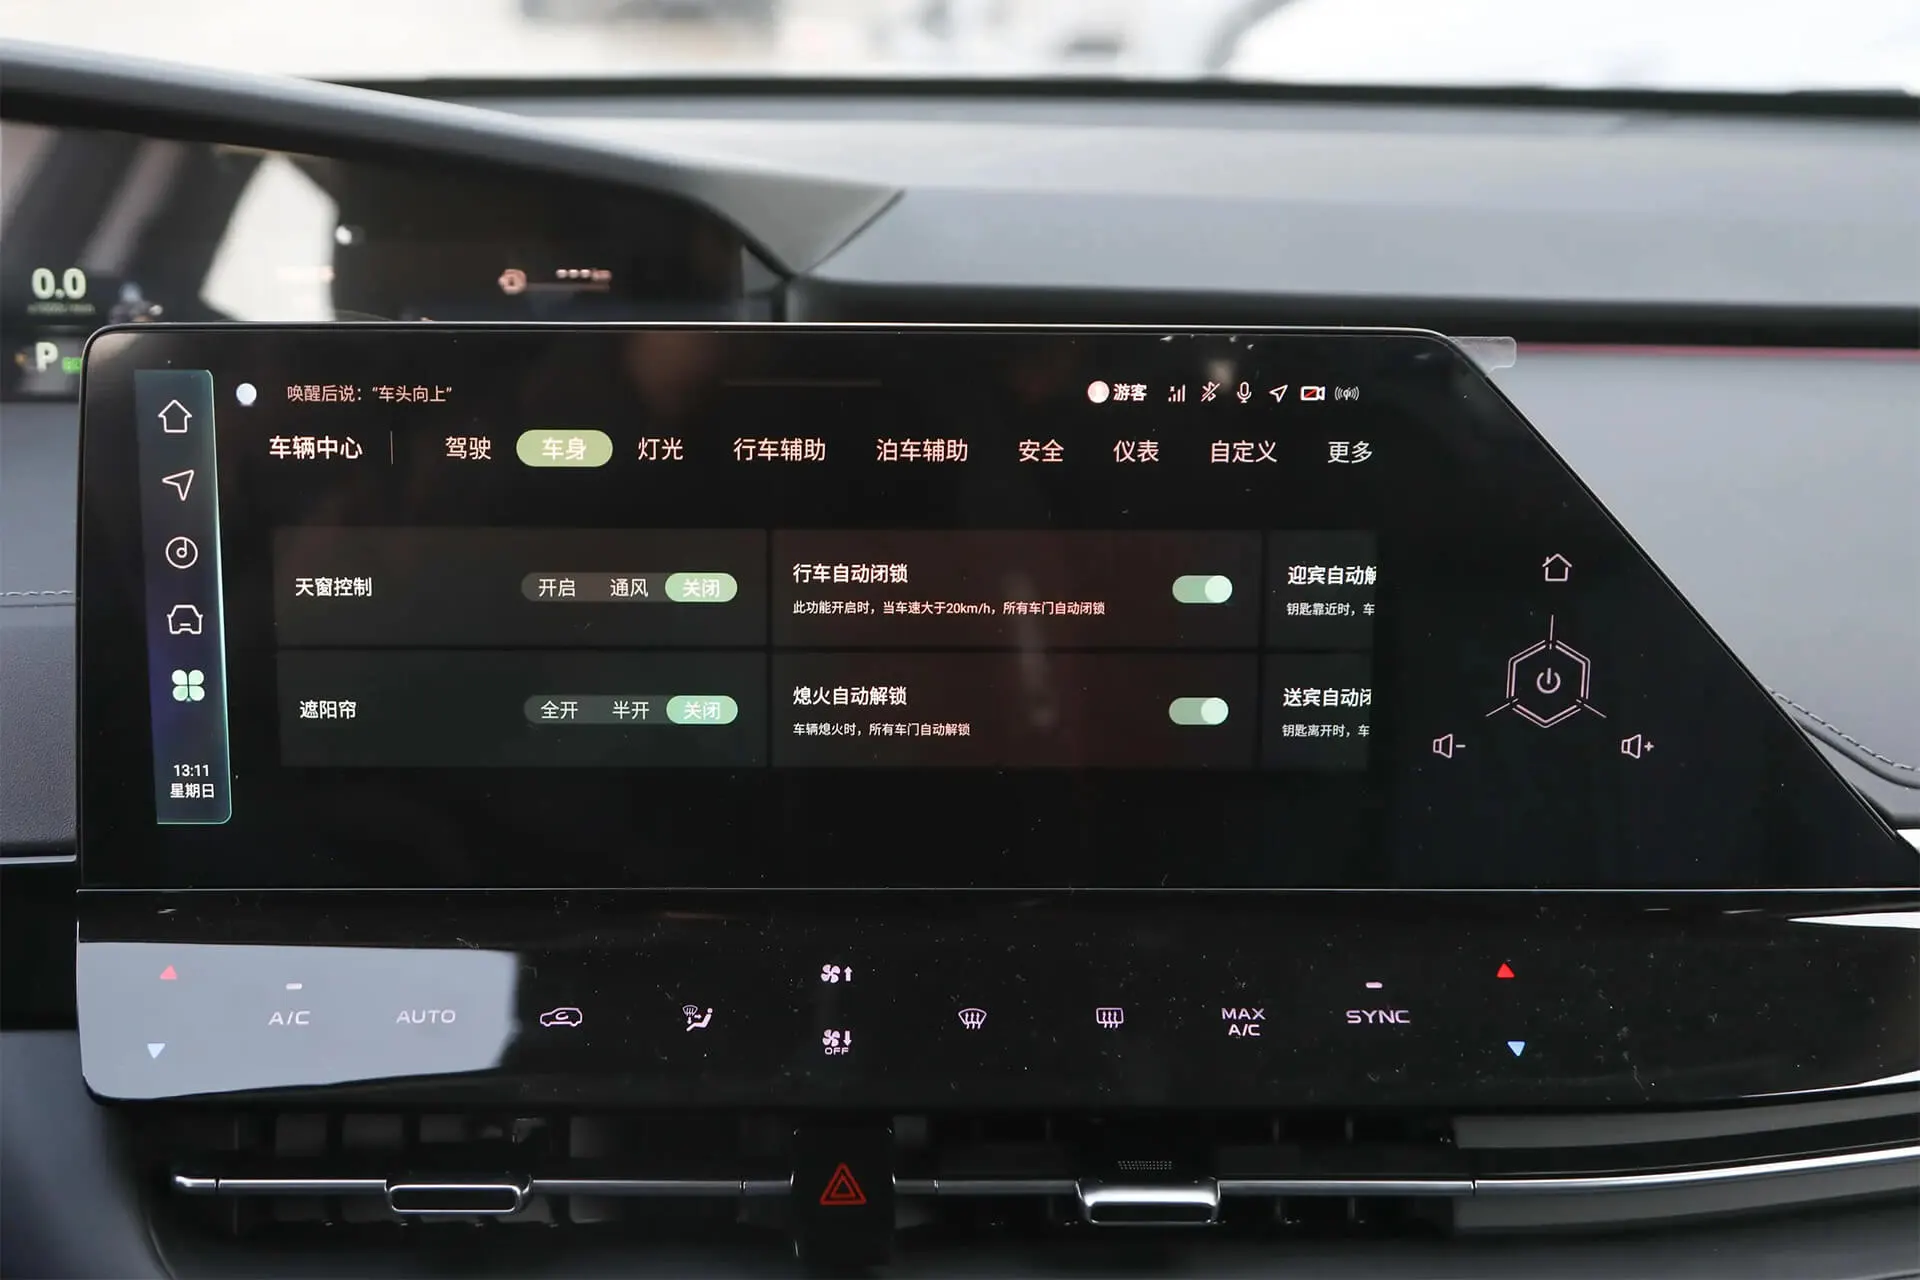 0.0
P
唤醒后说：“车头向上”
游客
车辆中心 驾驶 车身 灯光 行车辅助 泊车辅助 安全 仪表 自定义 更多
天窗控制 开启 通风 关闭
行车自动闭锁
此功能开启时，当车速大于20km/h，所有车门自动闭锁
迎宾自动解
钥匙靠近时，车
遮阳帘 全开 半开 关闭
熄火自动解锁
车辆熄火时，所有车门自动解锁
送宾自动闭
钥匙离开时，车
13:11
星期日
A/C
AUTO
OFF
MAX
A/C
SYNC